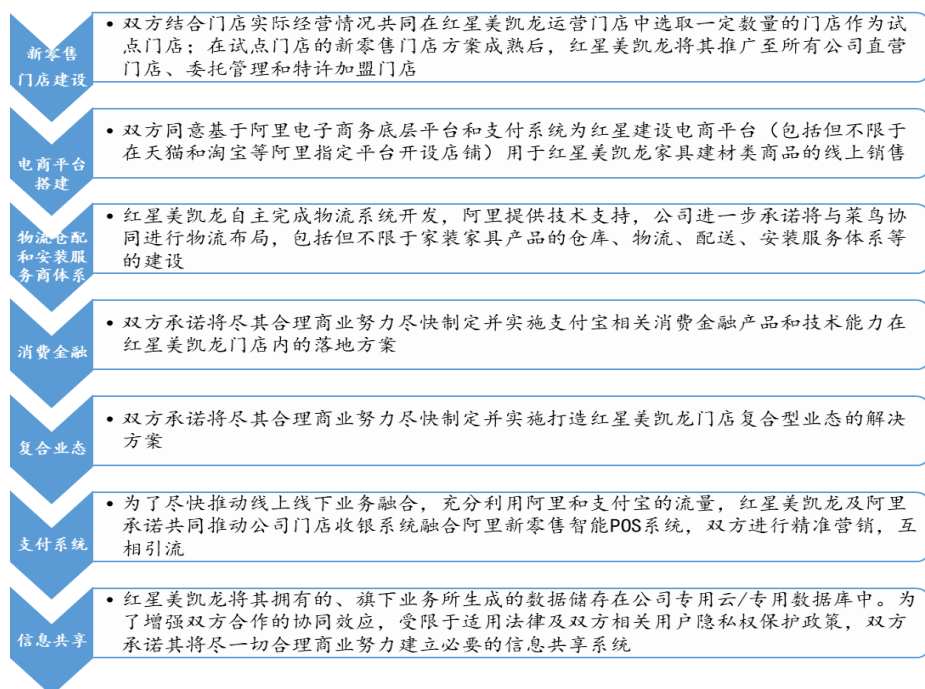 新零售
门店建设
• 双方结合门店实际经营情况共同在红星美凯龙运营门店中选取一定数量的门店作为试
点门店；在试点门店的新零售门店方案成熟后，红星美凯龙将其推广至所有公司直营
门店、委托管理和特许加盟门店
电商平台
搭建
• 双方同意基于阿里电子商务底层平台和支付系统为红星建设电商平台（包括但不限于
在天猫和淘宝等阿里指定平台开设店铺）用于红星美凯龙家具建材类商品的线上销售
物流仓配
和安装服
务商体系
• 红星美凯龙自主完成物流系统开发，阿里提供技术支持，公司进一步承诺将与菜鸟协
同进行物流布局，包括但不限于家装家具产品的仓库、物流、配送、安装服务体系等
的建设
消费金融
• 双方承诺将尽其合理商业努力尽快制定并实施支付宝相关消费金融产品和技术能力在
红星美凯龙门店内的落地方案
复合业态
• 双方承诺将尽其合理商业努力尽快制定并实施打造红星美凯龙门店复合型业态的解决
方案
支付系统
• 为了尽快推动线上线下业务融合，充分利用阿里和支付宝的流量，红星美凯龙及阿里
承诺共同推动公司门店收银系统融合阿里新零售智能POS系统，双方进行精准营销，互
相引流
信息共享
• 红星美凯龙将其拥有的、旗下业务所生成的数据储存在公司专用云/专用数据库中。为
了增强双方合作的协同效应，受限于适用法律及双方相关用户隐私权保护政策，双方
承诺其将尽一切合理商业努力建立必要的信息共享系统